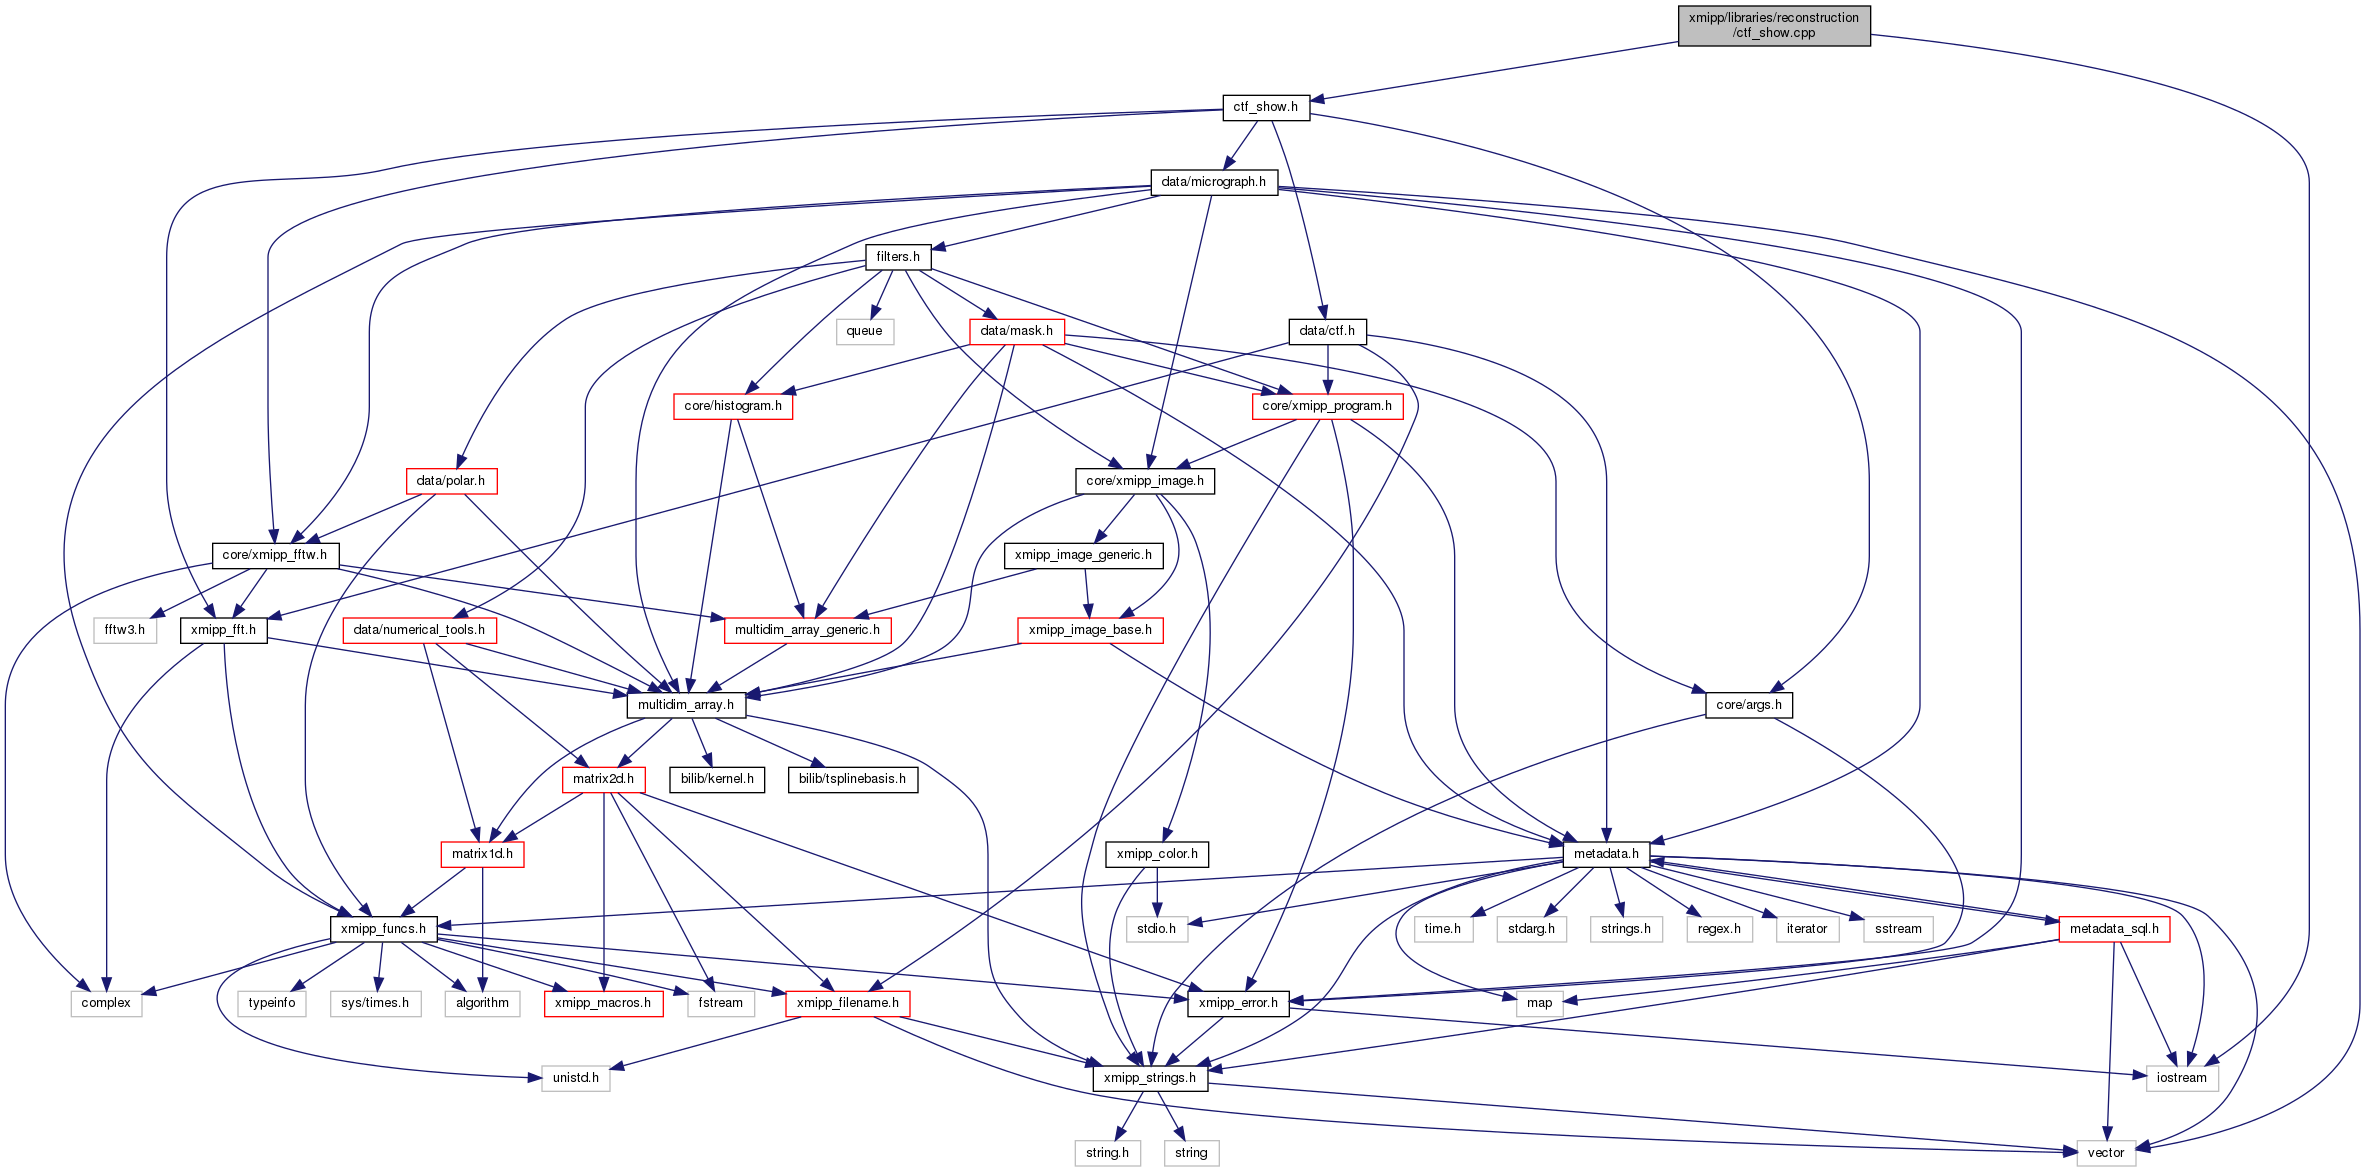 xmipp/libraries/reconstruction
/ctf_show.cpp
ctf_show.h
data/micrograph.h
filters.h
queue
data/mask.h
data/ctf.h
core/histogram.h
core/xmipp_program.h
data/polar.h
core/xmipp_image.h
core/xmipp_fftw.h
xmipp_image_generic.h
fftw3.h
xmipp_fft.h
data/numerical_tools.h
multidim_array_generic.h
xmipp_image_base.h
multidim_array.h
core/args.h
matrix2d.h
bilib/kernel.h
bilib/tsplinebasis.h
matrix1d.h
xmipp_color.h
metadata.h
xmipp_funcs.h
stdio.h
time.h
stdarg.h
strings.h
regex.h
iterator
sstream
metadata_sql.h
complex
typeinfo
sys/times.h
algorithm
xmipp_macros.h
fstream
xmipp_filename.h
xmipp_error.h
map
unistd.h
xmipp_strings.h
iostream
string.h
string
vector